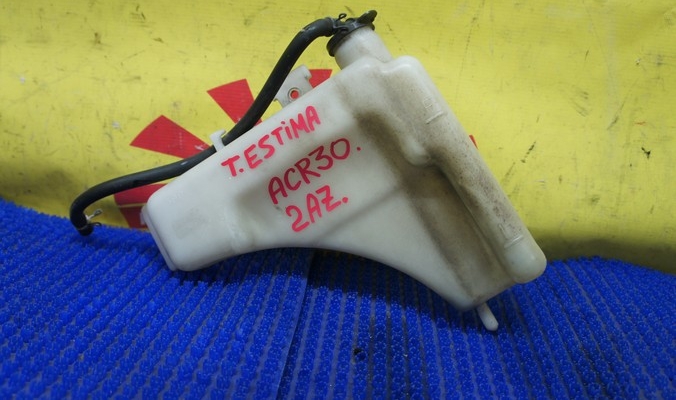 T.ESTiMA
ACR30.
2AZ.